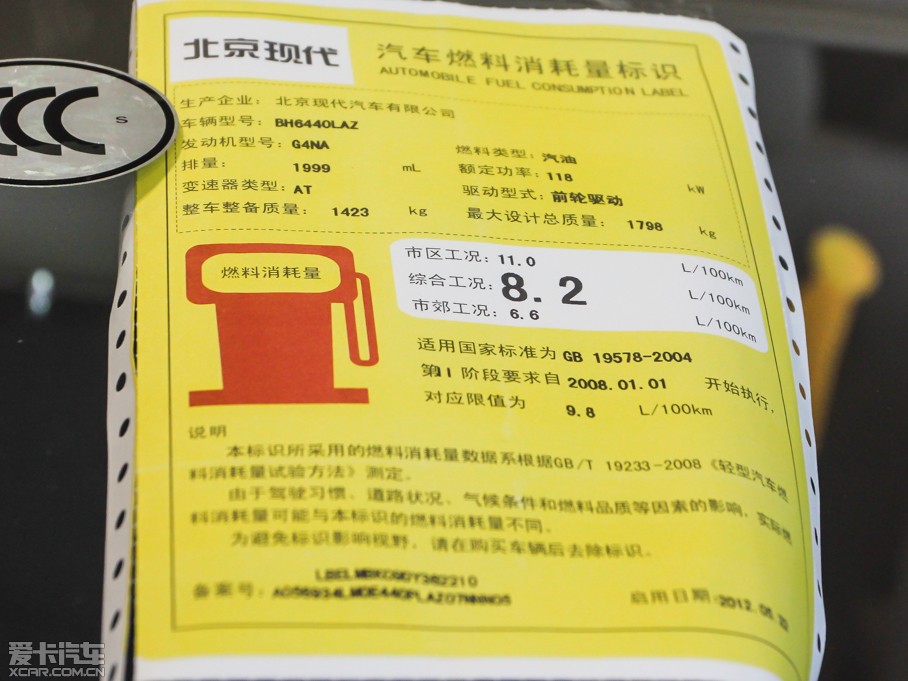 CCC
S
北京现代
汽车燃料消耗量标识
AUTOMOBILE FUEL CONSUMPTION LABEL
生产企业：北京现代汽车有限公司
车辆型号：BH6440LAZ
发动机型号：G4NA 燃料类型：汽油
排量： 1999 mL 额定功率：118 kW
变速器类型：AT 驱动型式：前轮驱动
整车整备质量： 1423 kg 最大设计总质量： 1798 kg
燃料消耗量
市区工况：11.0 L/100km
综合工况：8.2 L/100km
市郊工况：6.6 L/100km
适用国家标准为 GB 19578-2004
第II阶段要求自 2008.01.01 开始执行，
对应限值为 9.8 L/100km
说明
本标识所采用的燃料消耗量数据系根据GB/T 19233-2008《轻型汽车燃
料消耗量试验方法》测定。
由于驾驶习惯、道路状况、气候条件和燃料品质等因素的影响，实际燃
料消耗量可能与本标识的燃料消耗量不同。
为避免标识影响视野，请在购买车辆后去除标识。
备案号：
启用日期：2012.05
爱卡汽车
XCAR.COM.CN